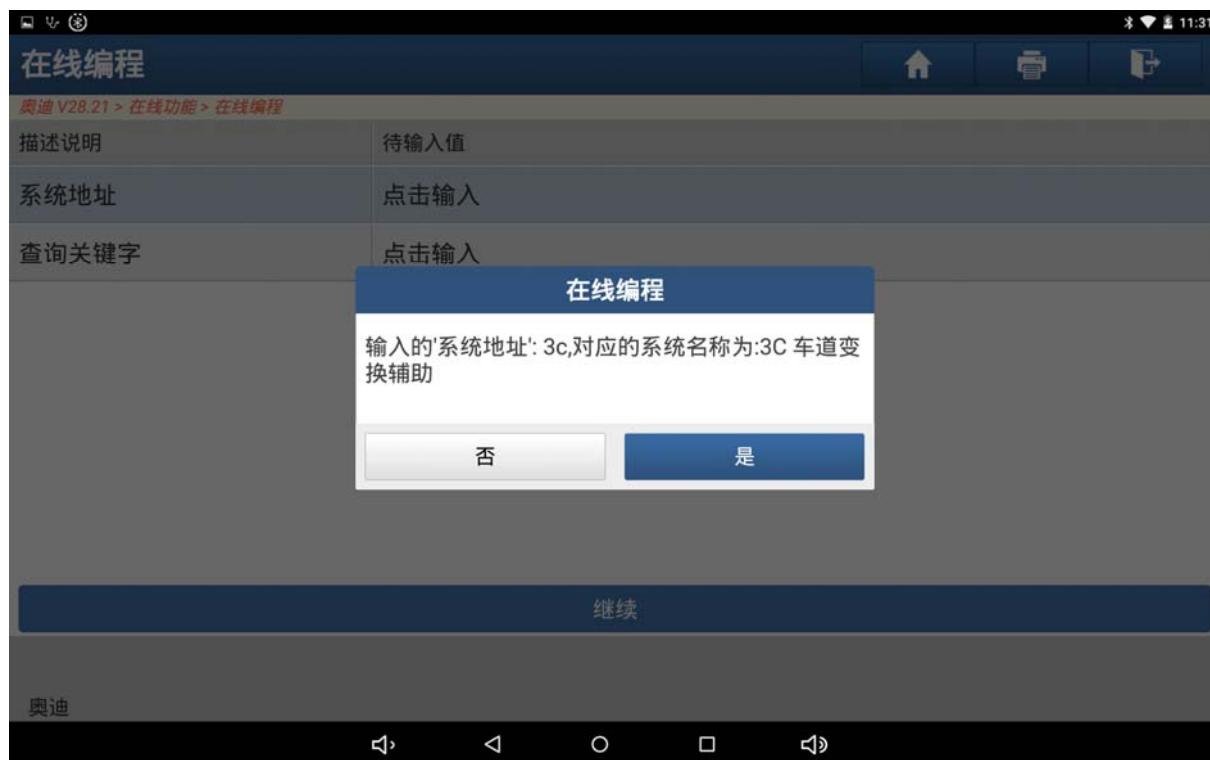 11:31
在线编程
奥迪 V28.21 > 在线功能 > 在线编程
描述说明 待输入值
系统地址 点击输入
查询关键字 点击输入
在线编程
输入的'系统地址': 3c,对应的系统名称为:3C 车道变
换辅助
否 是
继续
奥迪